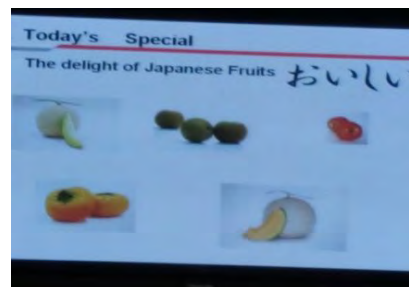 Today's Special
The delight of Japanese Fruits おいしい